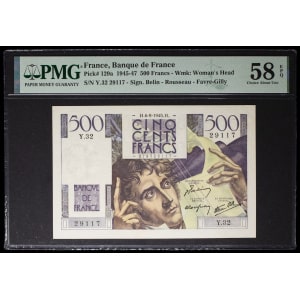 PMG
PAPER MONEY GUARANTY
France, Banque de France
Pick# 129a 1945-47 500 Francs - Wmk: Woman's Head
S/N Y.32 29117 - Sign. Belin - Rousseau - Favre-Gilly
58 EPQ
Choice About Unc
500
CINQ
CENTS
FRANCS
500
Y.32
29117
BANQUE
DE FRANCE
29117
Y.32